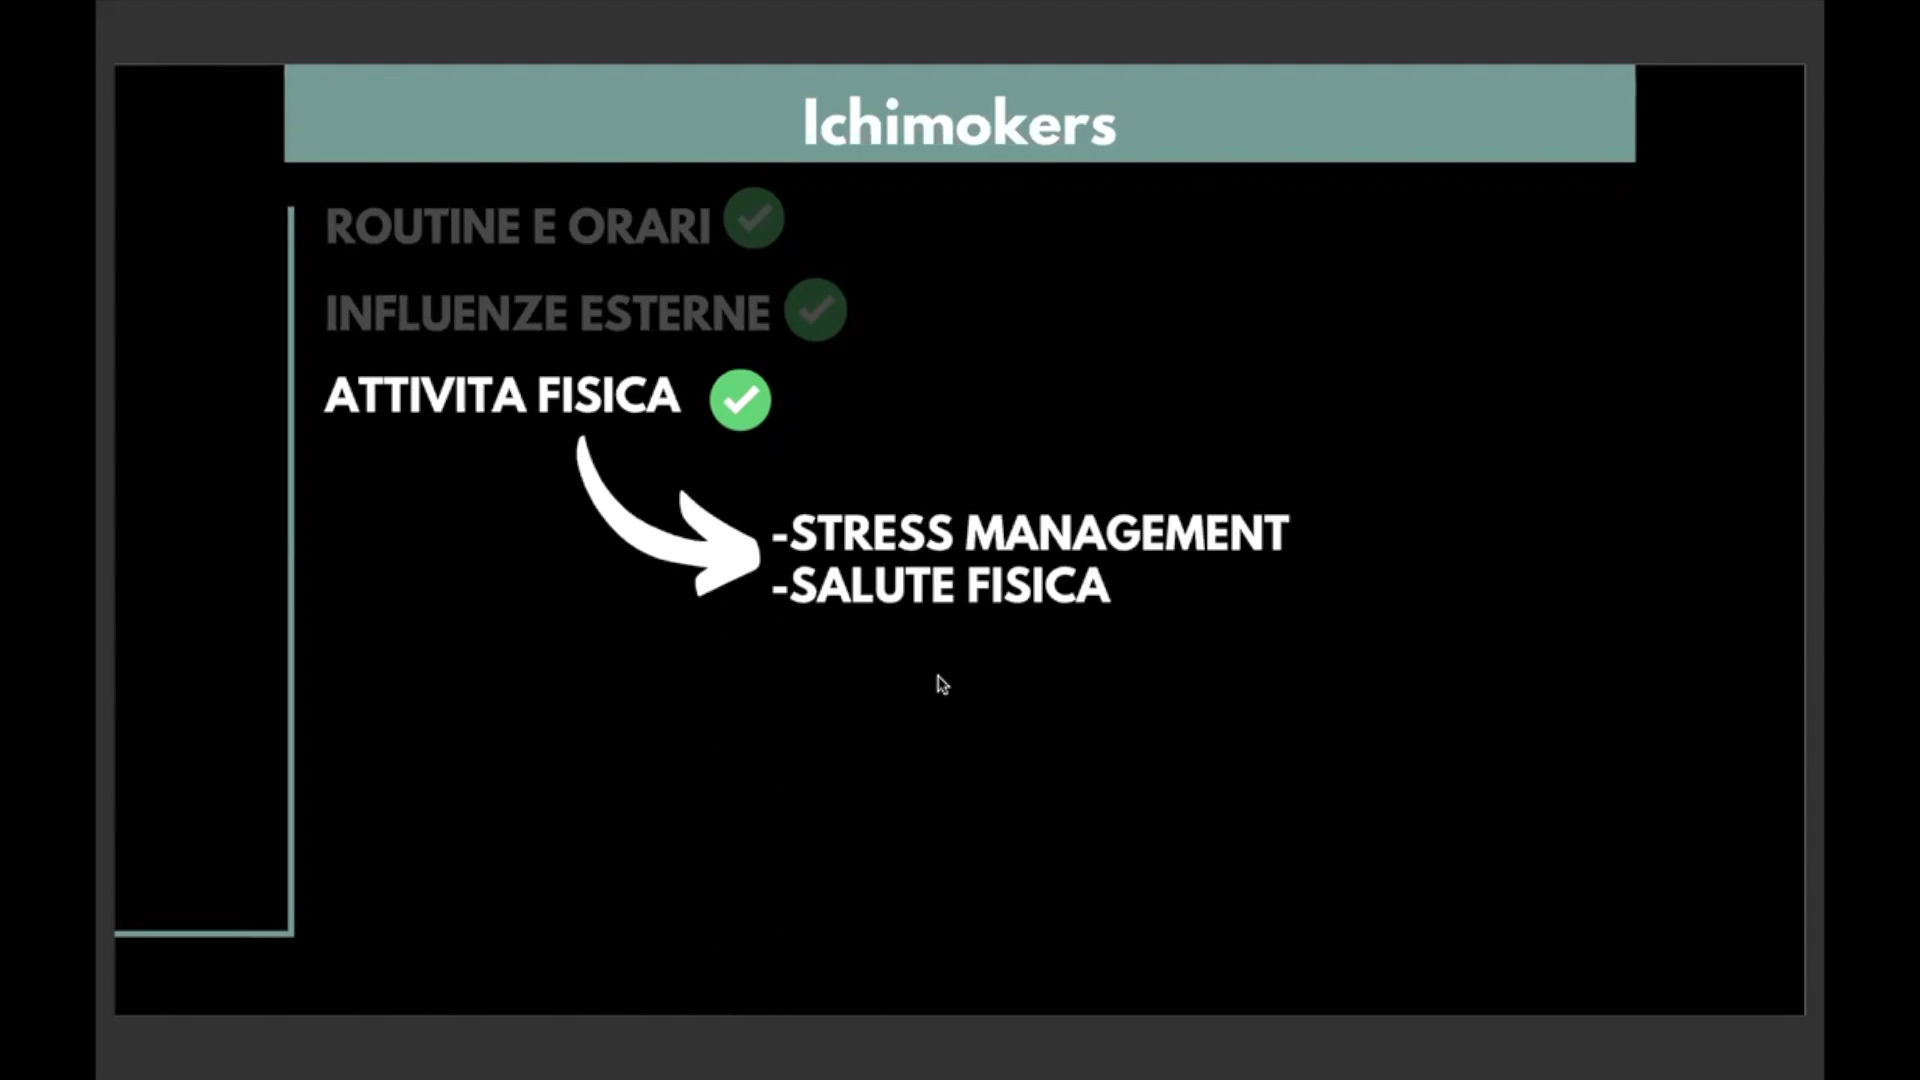 Ichimokers
ROUTINE E ORARI
INFLUENZE ESTERNE
ATTIVITA FISICA
-STRESS MANAGEMENT
-SALUTE FISICA